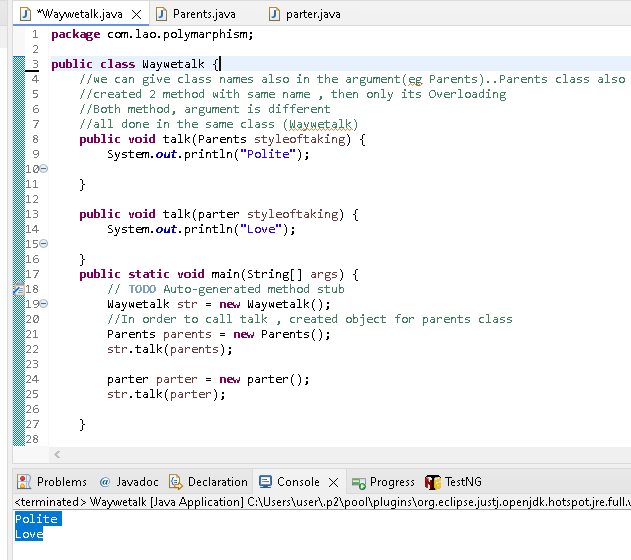 *Waywetalk.java Parents.java parter.java
1 package com.lao.polymarphism;
2
3 public class Waywetalk {
4 //we can give class names also in the argument(eg Parents)..Parents class also
5 //created 2 method with same name , then only its Overloading
6 //Both method, argument is different
7 //all done in the same class (Waywetalk)
8 public void talk(Parents styleoftaking) {
9 System.out.println("Polite");
10
11 }
12
13 public void talk(parter styleoftaking) {
14 System.out.println("Love");
15
16 }
17 public static void main(String[] args) {
18 // TODO Auto-generated method stub
19 Waywetalk str = new Waywetalk();
20 //In order to call talk , created object for parents class
21 Parents parents = new Parents();
22 str.talk(parents);
23
24 parter parter = new parter();
25 str.talk(parter);
26
27 }
28
Problems @ Javadoc Declaration Console Progress TestNG
<terminated> Waywetalk [Java Application] C:\Users\user\.p2\pool\plugins\org.eclipse.justj.openjdk.hotspot.jre.full.
Polite
Love